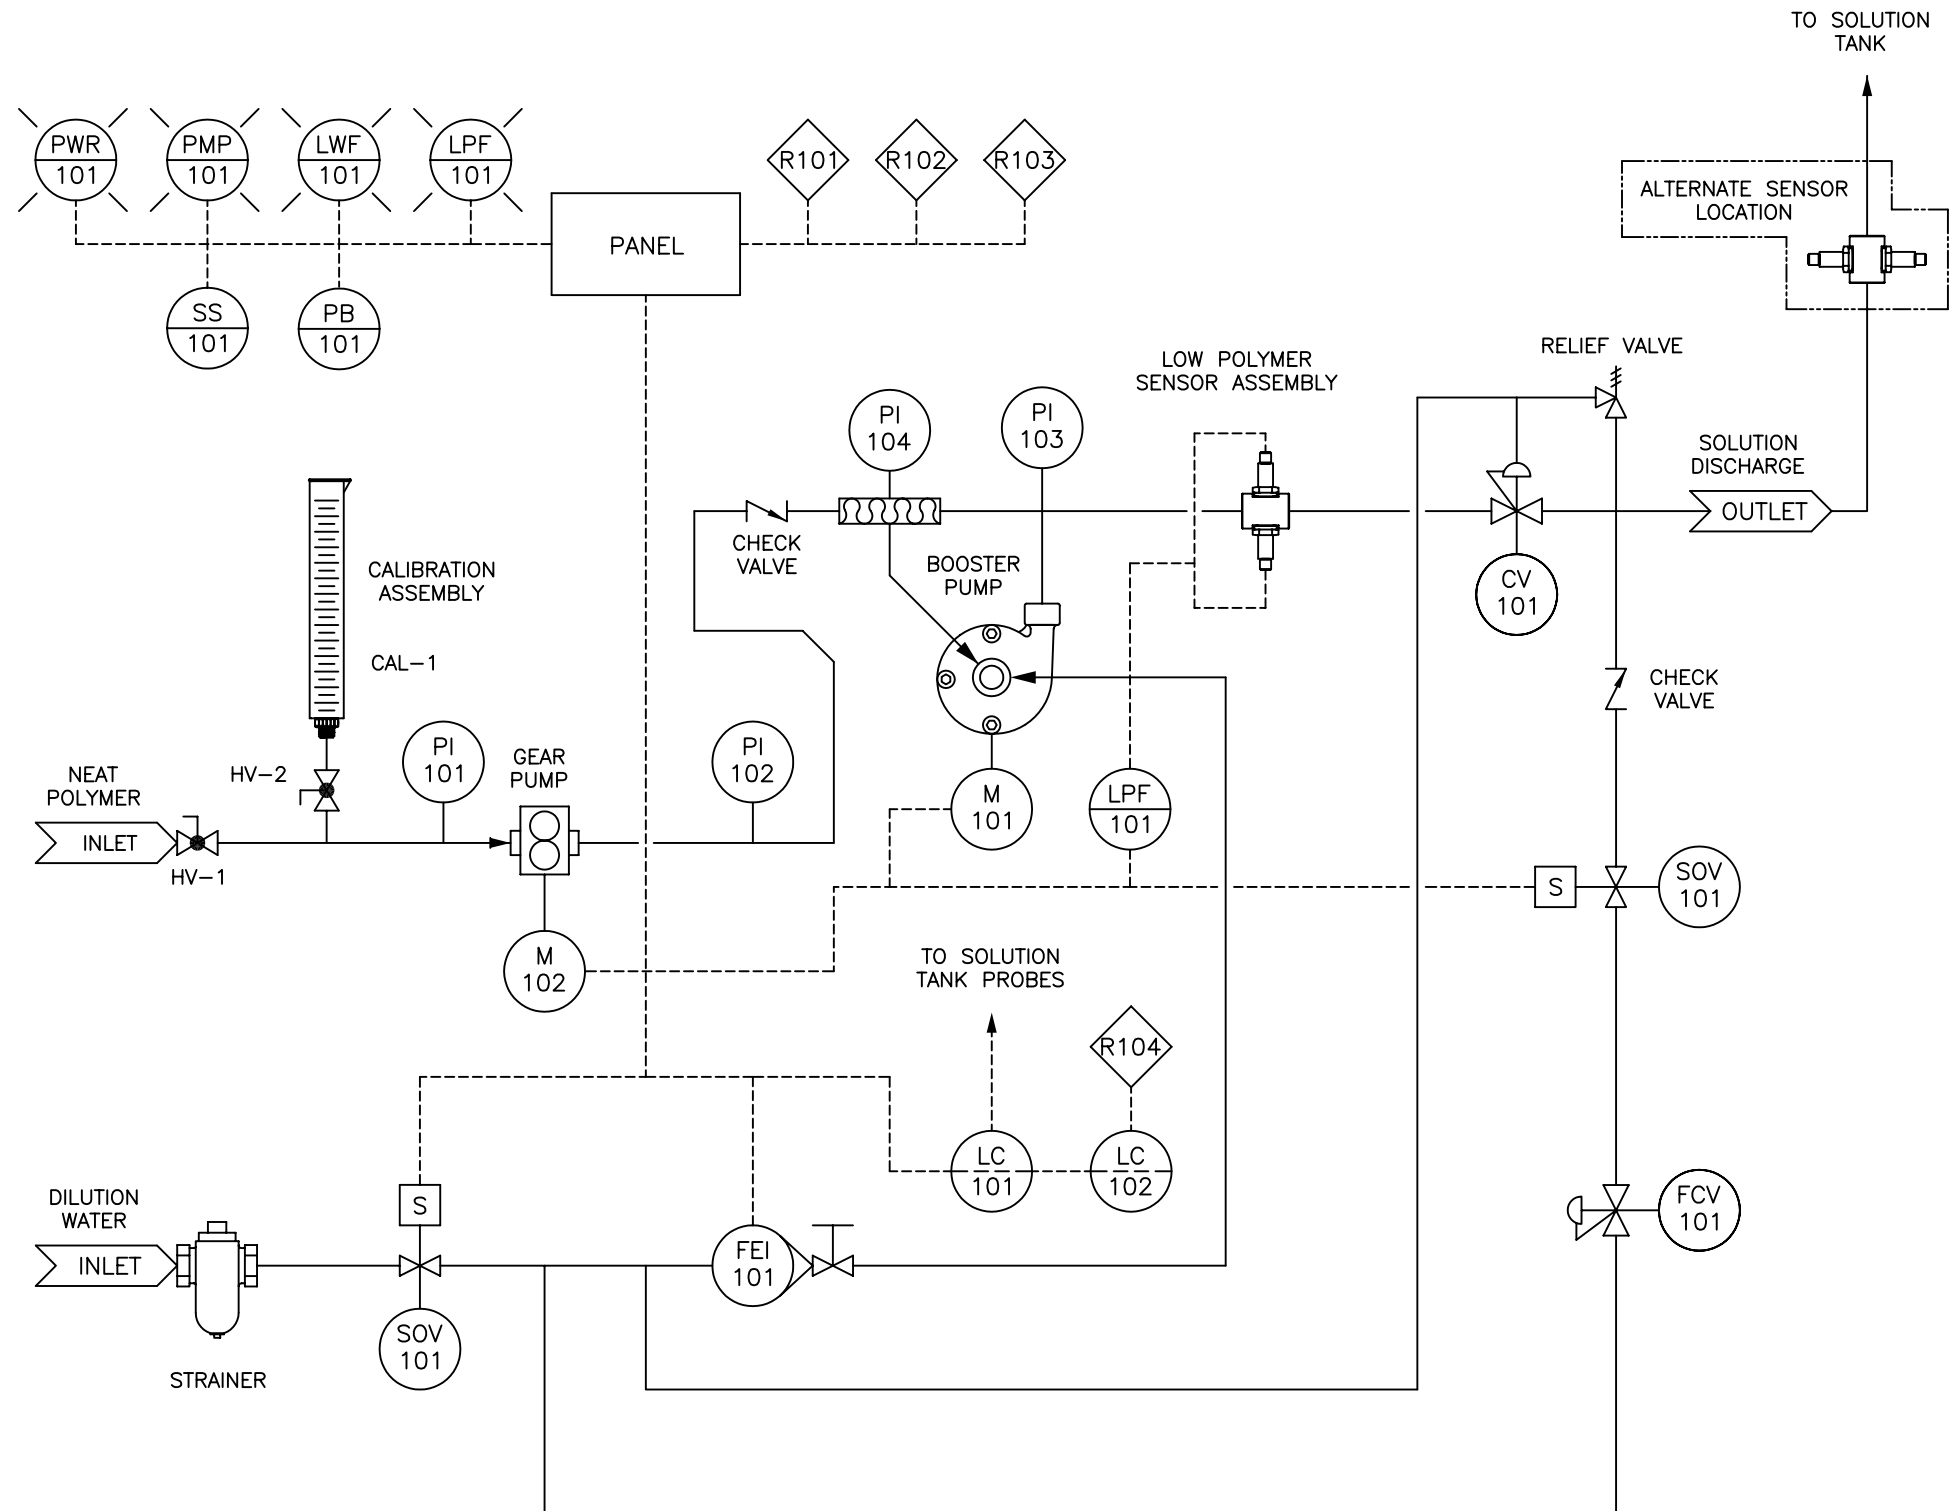 TO SOLUTION
TANK
PWR
101
PMP
101
LWF
101
LPF
101
R101
R102
R103
ALTERNATE SENSOR
LOCATION
PANEL
SS
101
PB
101
RELIEF VALVE
LOW POLYMER
SENSOR ASSEMBLY
PI
104
PI
103
SOLUTION
DISCHARGE
OUTLET
CHECK
VALVE
BOOSTER
PUMP
CALIBRATION
ASSEMBLY
CV
101
CAL-1
CHECK
VALVE
NEAT
POLYMER
HV-2
PI
101
GEAR
PUMP
PI
102
M
101
LPF
101
INLET
HV-1
S
SOV
101
M
102
TO SOLUTION
TANK PROBES
R104
LC
101
LC
102
DILUTION
WATER
S
FCV
101
INLET
FEI
101
SOV
101
STRAINER